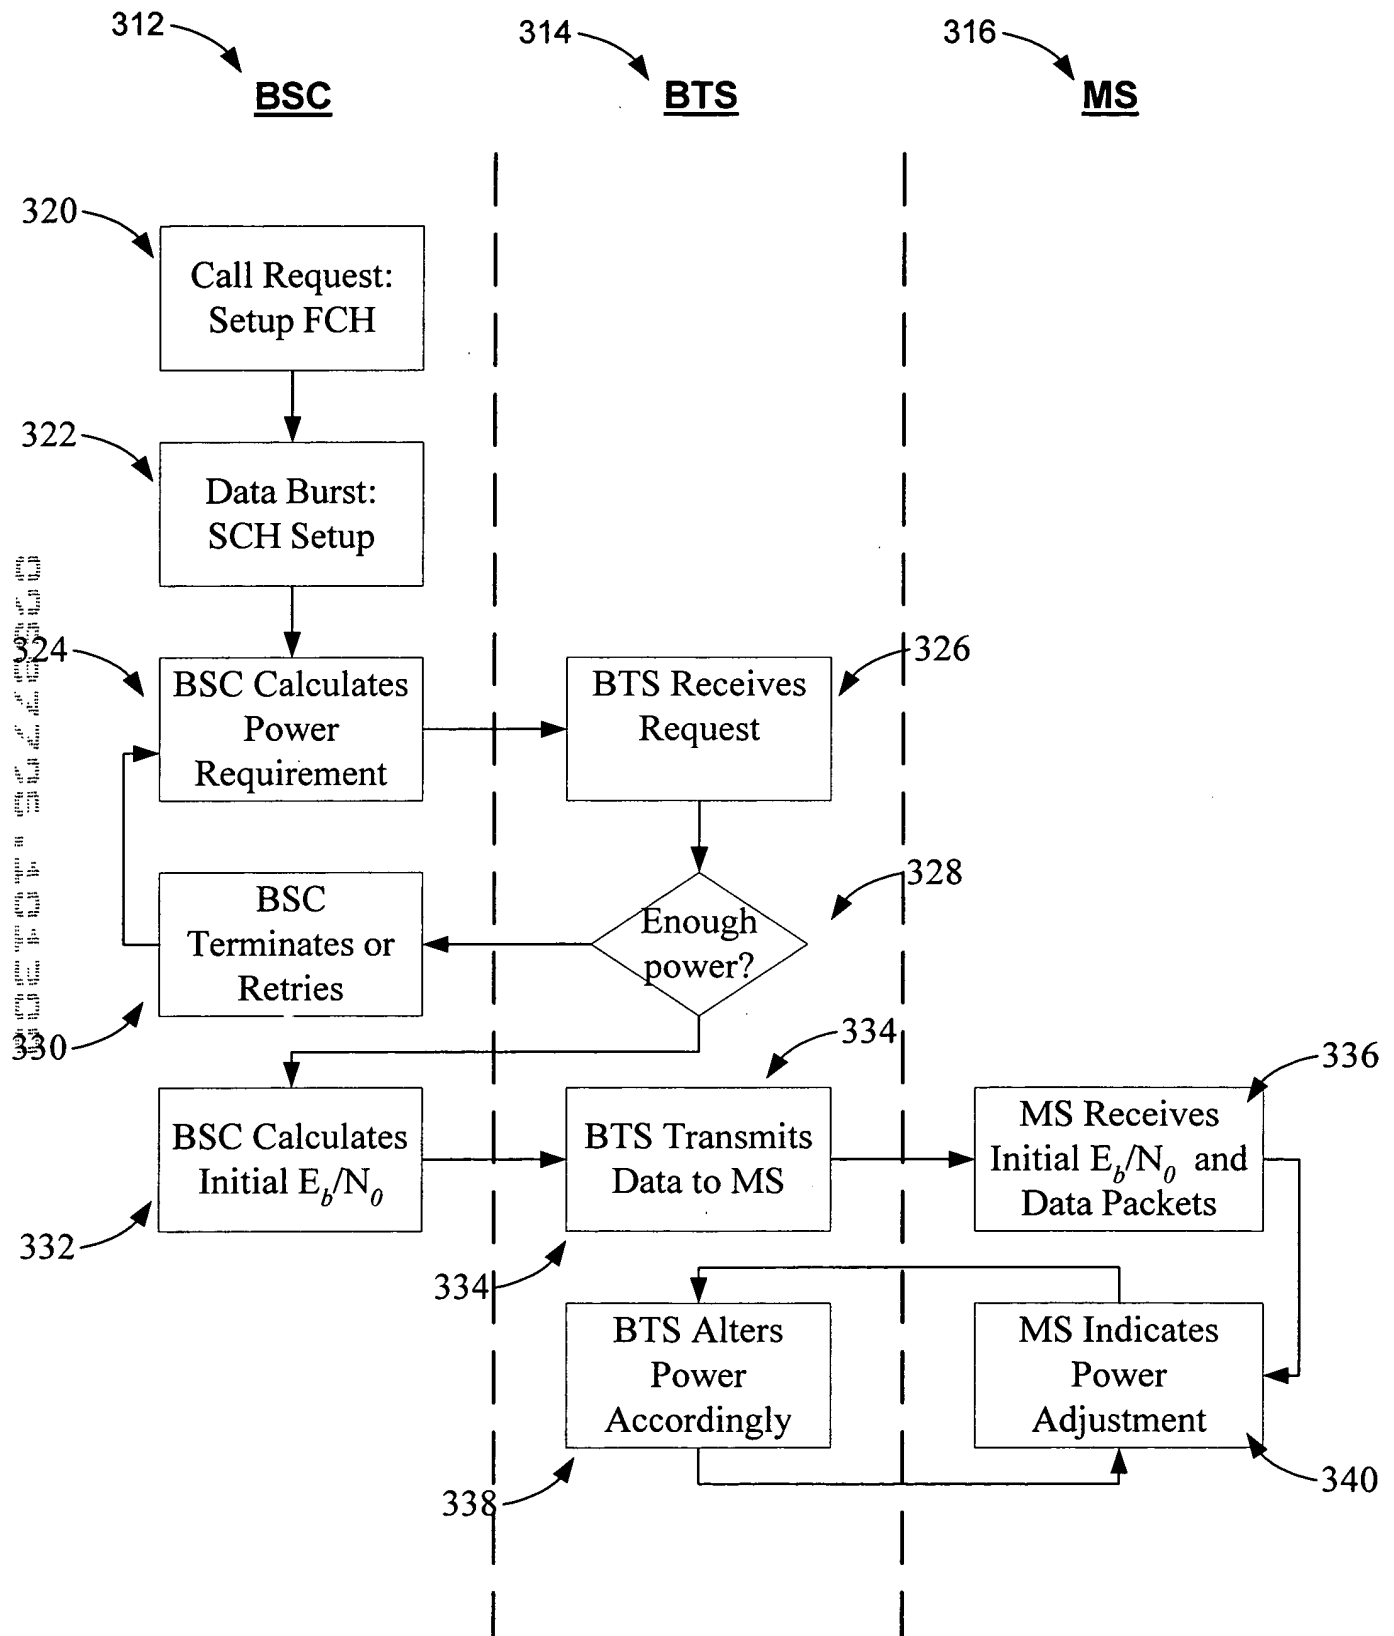 312
314
316
BSC
BTS
MS
320
Call Request:
Setup FCH
322
Data Burst:
SCH Setup
324
BSC Calculates
Power
Requirement
BTS Receives
Request
326
BSC
Terminates or
Retries
330
Enough
power?
328
334
336
BSC Calculates
Initial E_b/N_0
332
BTS Transmits
Data to MS
334
MS Receives
Initial E_b/N_0 and
Data Packets
BTS Alters
Power
Accordingly
338
MS Indicates
Power
Adjustment
340